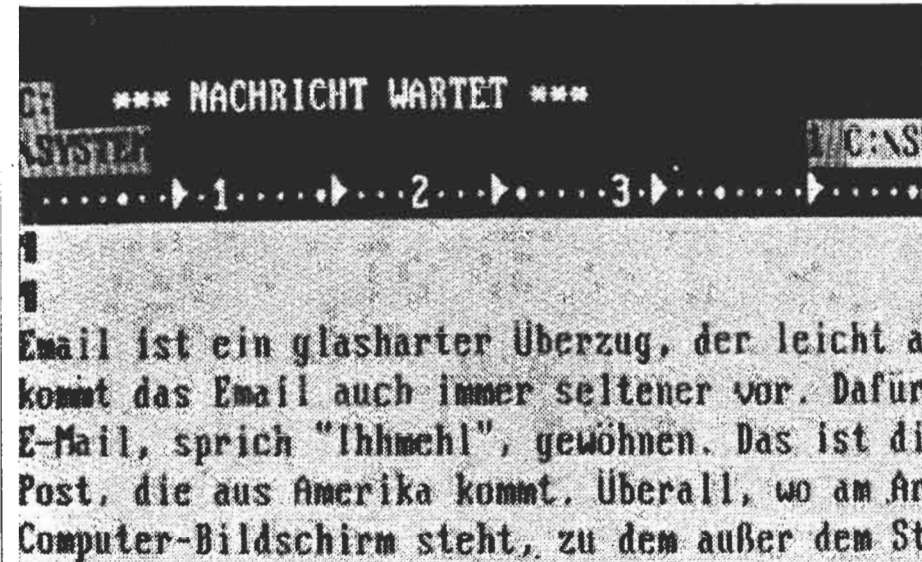 *** NACHRICHT WARTET ***
C:\S
1 2 3
Email ist ein glasharter Überzug, der leicht a
kommt das Email auch immer seltener vor. Dafür
E-Mail, sprich "Ihhmehl", gewöhnen. Das ist di
Post, die aus Amerika kommt. Überall, wo am Ar
Computer-Bildschirm steht, zu dem außer dem St